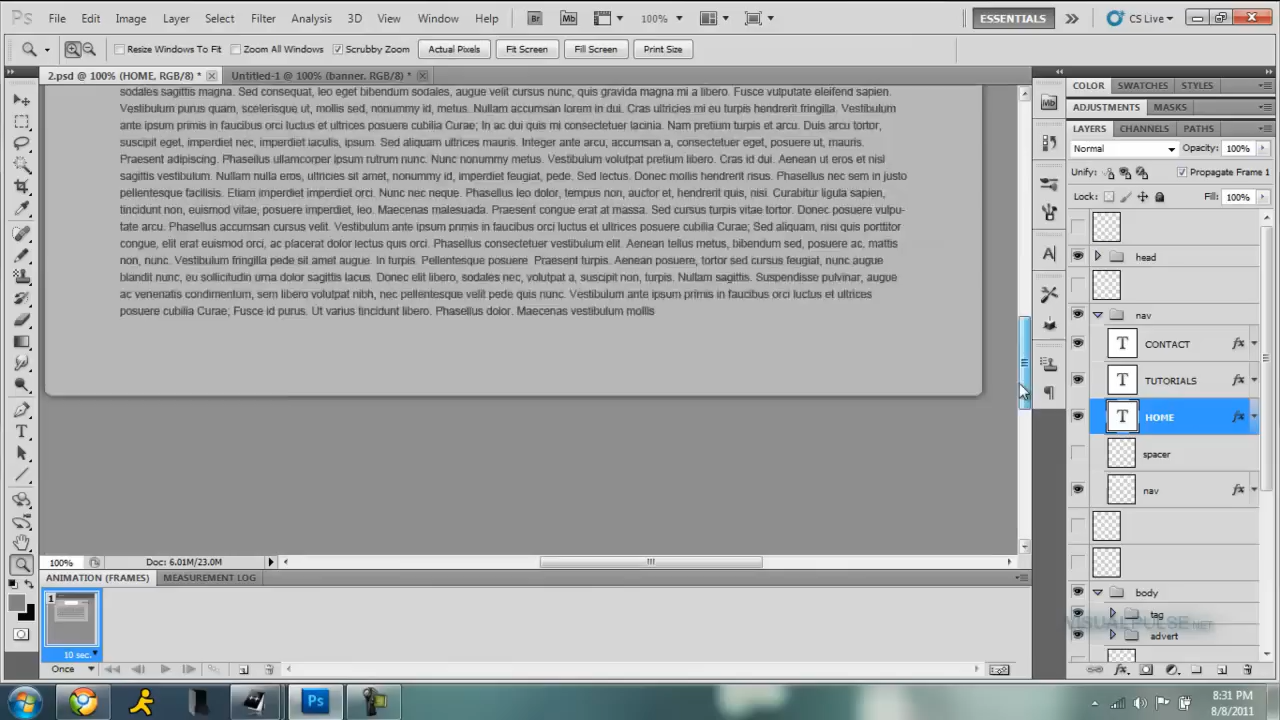 Ps File Edit Image Layer Select Filter Analysis 3D View Window Help Br Mb 100% ESSENTIALS CS Live
Resize Windows To Fit Zoom All Windows Scrubby Zoom Actual Pixels Fit Screen Fill Screen Print Size
2.psd @ 100% (HOME, RGB/8) * Untitled-1 @ 100% (banner, RGB/8) *
sodales sagittis magna. Sed consequat, leo eget bibendum sodales, augue velit cursus nunc, quis gravida magna mi a libero. Fusce vulputate eleifend sapien.
Vestibulum purus quam, scelerisque ut, mollis sed, nonummy id, metus. Nullam accumsan lorem in dui. Cras ultricies mi eu turpis hendrerit fringilla. Vestibulum
ante ipsum primis in faucibus orci luctus et ultrices posuere cubilia Curae; In ac dui quis mi consectetuer lacinia. Nam pretium turpis et arcu. Duis arcu tortor,
suscipit eget, imperdiet nec, imperdiet iaculis, ipsum. Sed aliquam ultrices mauris. Integer ante arcu, accumsan a, consectetuer eget, posuere ut, mauris.
Praesent adipiscing. Phasellus ullamcorper ipsum rutrum nunc. Nunc nonummy metus. Vestibulum volutpat pretium libero. Cras id dui. Aenean ut eros et nisl
sagittis vestibulum. Nullam nulla eros, ultricies sit amet, nonummy id, imperdiet feugiat, pede. Sed lectus. Donec mollis hendrerit risus. Phasellus nec sem in justo
pellentesque facilisis. Etiam imperdiet imperdiet orci. Nunc nec neque. Phasellus leo dolor, tempus non, auctor et, hendrerit quis, nisi. Curabitur ligula sapien,
tincidunt non, euismod vitae, posuere imperdiet, leo. Maecenas malesuada. Praesent congue erat at massa. Sed cursus turpis vitae tortor. Donec posuere vulpu-
tate arcu. Phasellus accumsan cursus velit. Vestibulum ante ipsum primis in faucibus orci luctus et ultrices posuere cubilia Curae; Sed aliquam, nisi quis porttitor
congue, elit erat euismod orci, ac placerat dolor lectus quis orci. Phasellus consectetuer vestibulum elit. Aenean tellus metus, bibendum sed, posuere ac, mattis
non, nunc. Vestibulum fringilla pede sit amet augue. In turpis. Pellentesque posuere. Praesent turpis. Aenean posuere, tortor sed cursus feugiat, nunc augue
blandit nunc, eu sollicitudin urna dolor sagittis lacus. Donec elit libero, sodales nec, volutpat a, suscipit non, turpis. Nullam sagittis. Suspendisse pulvinar, augue
ac venenatis condimentum, sem libero volutpat nibh, nec pellentesque velit pede quis nunc. Vestibulum ante ipsum primis in faucibus orci luctus et ultrices
posuere cubilia Curae; Fusce id purus. Ut varius tincidunt libero. Phasellus dolor. Maecenas vestibulum mollis
100% Doc: 6.01M/23.0M
ANIMATION (FRAMES) MEASUREMENT LOG
1
10 sec.
Once
COLOR SWATCHES STYLES
ADJUSTMENTS MASKS
LAYERS CHANNELS PATHS
Normal Opacity: 100%
Unify: Propagate Frame 1
Lock: Fill: 100%
head
nav
T CONTACT fx
T TUTORIALS fx
T HOME fx
spacer
nav fx
body
tag
VISUALPULSE.NET
advert
Ps
8:31 PM
8/8/2011